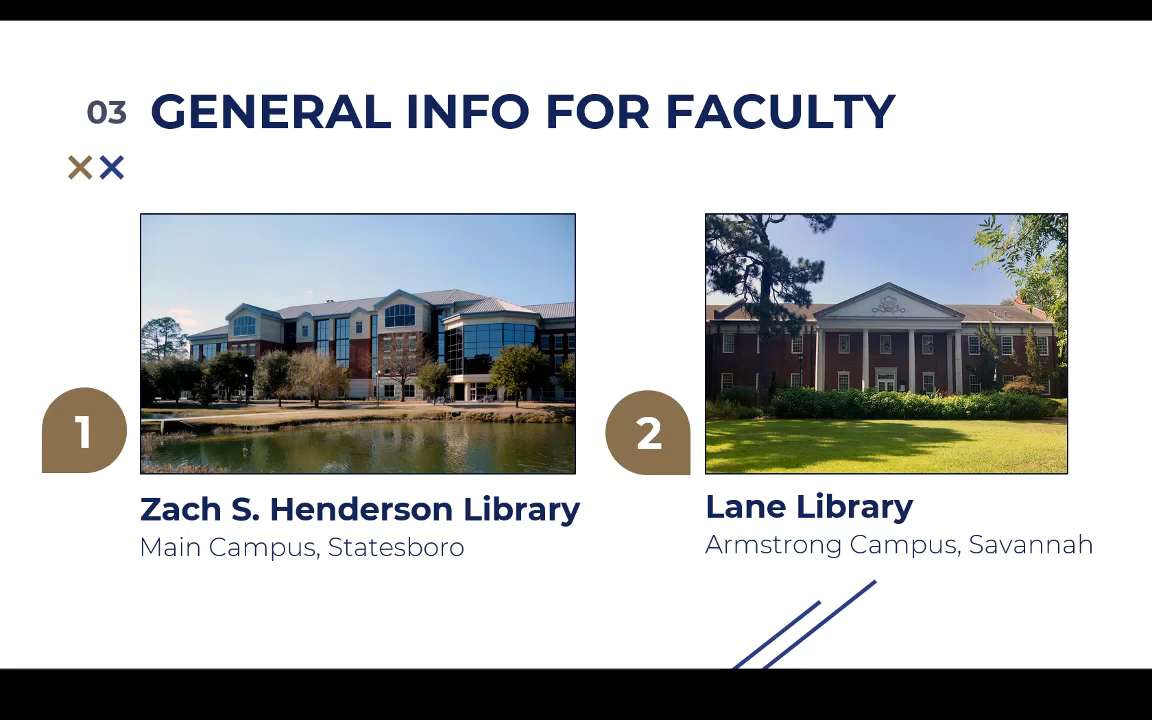 03 GENERAL INFO FOR FACULTY
1
Zach S. Henderson Library
Main Campus, Statesboro
2
Lane Library
Armstrong Campus, Savannah